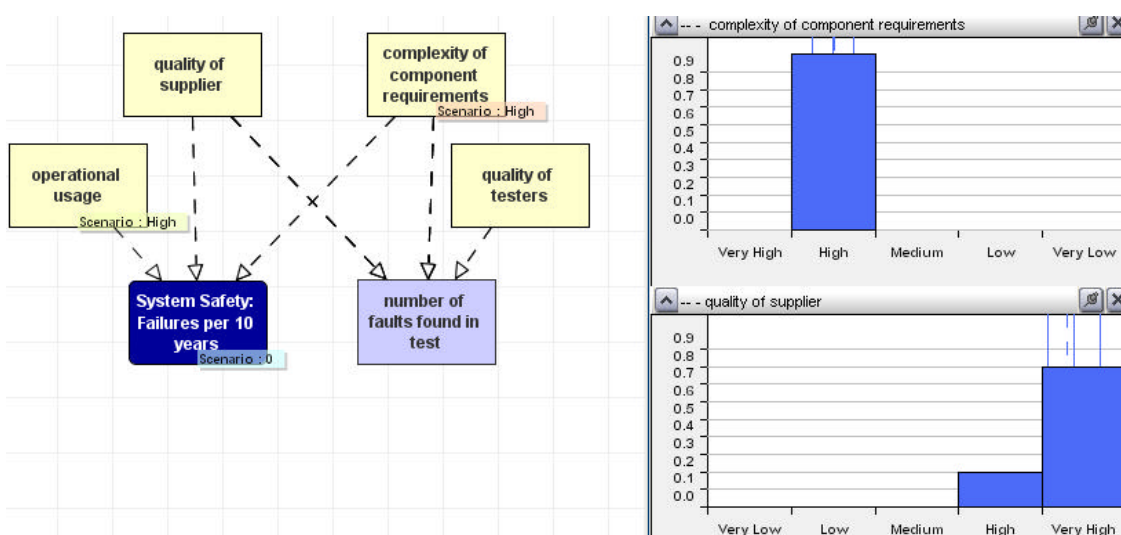 quality of
supplier
complexity of
component
requirements
Scenario : High
operational
usage
Scenario : High
quality of
testers
System Safety:
Failures per 10
years
Scenario : 0
number of
faults found in
test
-- - complexity of component requirements
0.9
0.8
0.7
0.6
0.5
0.4
0.3
0.2
0.1
0.0
Very High High Medium Low Very Low
-- - quality of supplier
0.9
0.8
0.7
0.6
0.5
0.4
0.3
0.2
0.1
0.0
Very Low Low Medium High Very High